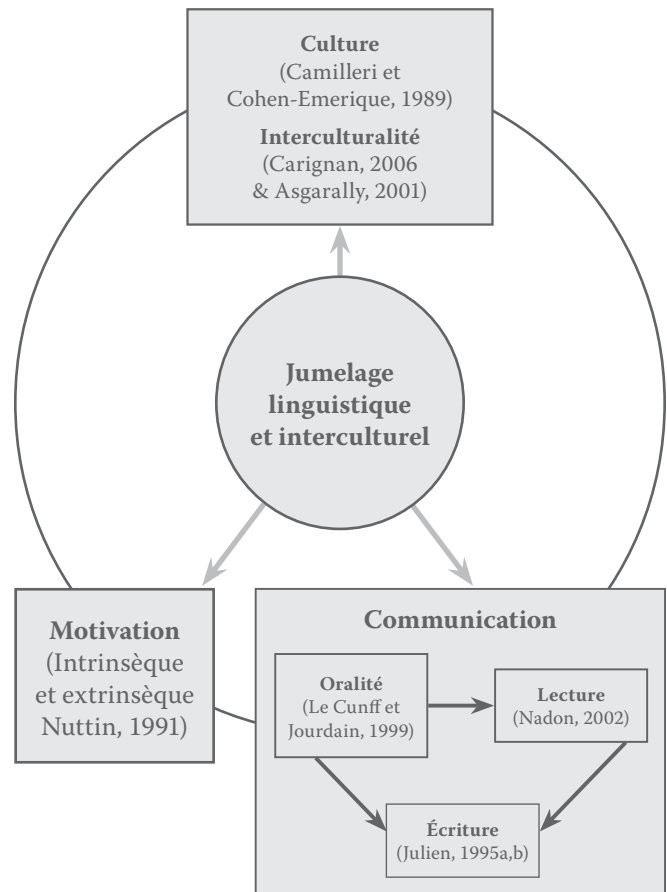 Culture
(Camilleri et
Cohen-Emerique, 1989)
Interculturalité
(Carignan, 2006
& Asgarally, 2001)
Jumelage
linguistique
et interculturel
Motivation
(Intrinsèque
et extrinsèque
Nuttin, 1991)
Communication
Oralité
(Le Cunff et
Jourdain, 1999)
Lecture
(Nadon, 2002)
Écriture
(Julien, 1995a,b)